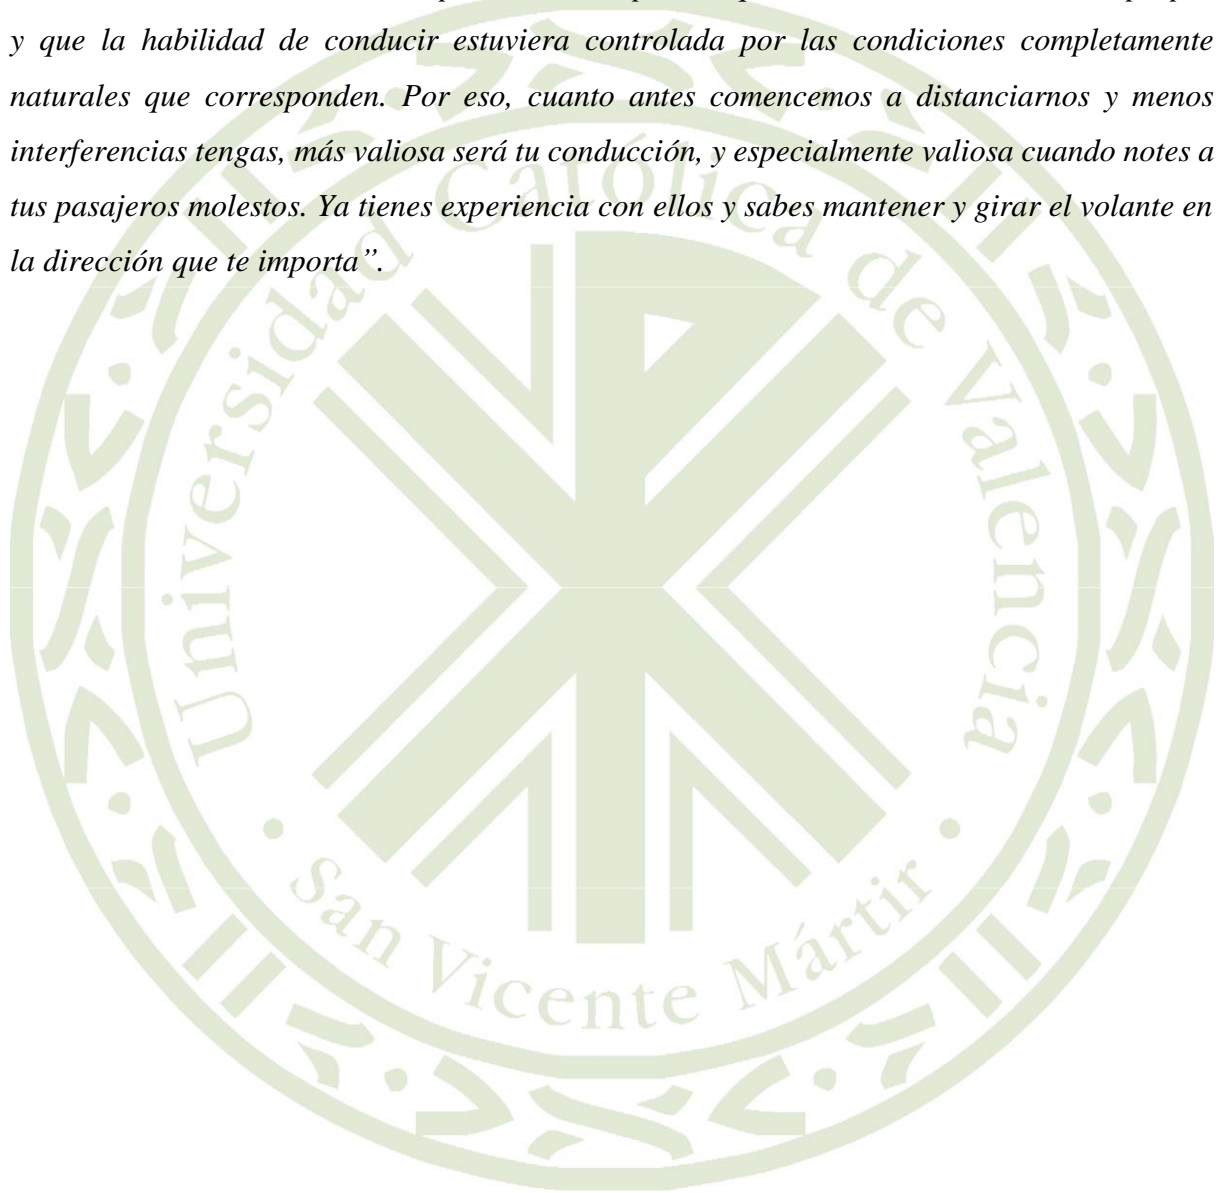 y que la habilidad de conducir estuviera controlada por las condiciones completamente
naturales que corresponden. Por eso, cuanto antes comencemos a distanciarnos y menos
interferencias tengas, más valiosa será tu conducción, y especialmente valiosa cuando notes a
tus pasajeros molestos. Ya tienes experiencia con ellos y sabes mantener y girar el volante en
la dirección que te importa”.
Universidad Católica de Valencia
• San Vicente Mártir •